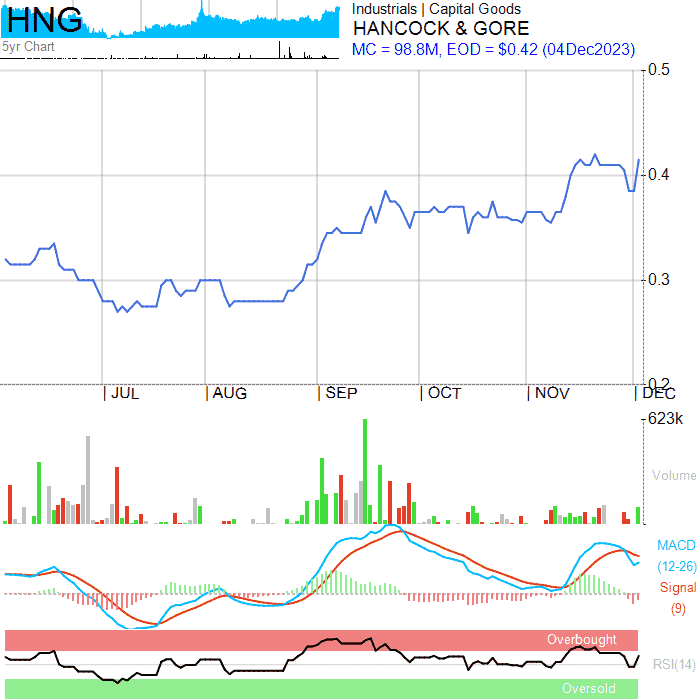 HNG
5yr Chart
Industrials | Capital Goods
HANCOCK & GORE
MC = 98.8M, EOD = $0.42 (04Dec2023)
0.5
0.4
0.3
0.2
| JUL | AUG | SEP | OCT | NOV | DEC
623k
Volume
MACD
(12-26)
Signal
(9)
Overbought
RSI(14)
Oversold